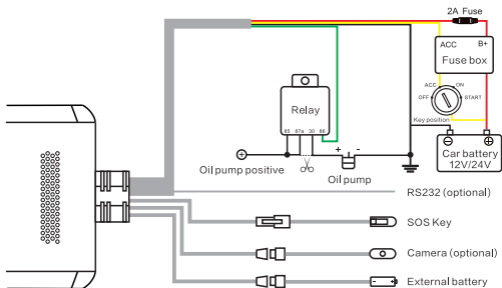 2A Fuse
ACC B+
Fuse box
ACC ON
OFF START
Key position
Car battery
12V/24V
Relay
85 87a 30 86
+ -
Oil pump positive
Oil pump
RS232 (optional)
SOS Key
Camera (optional)
External battery